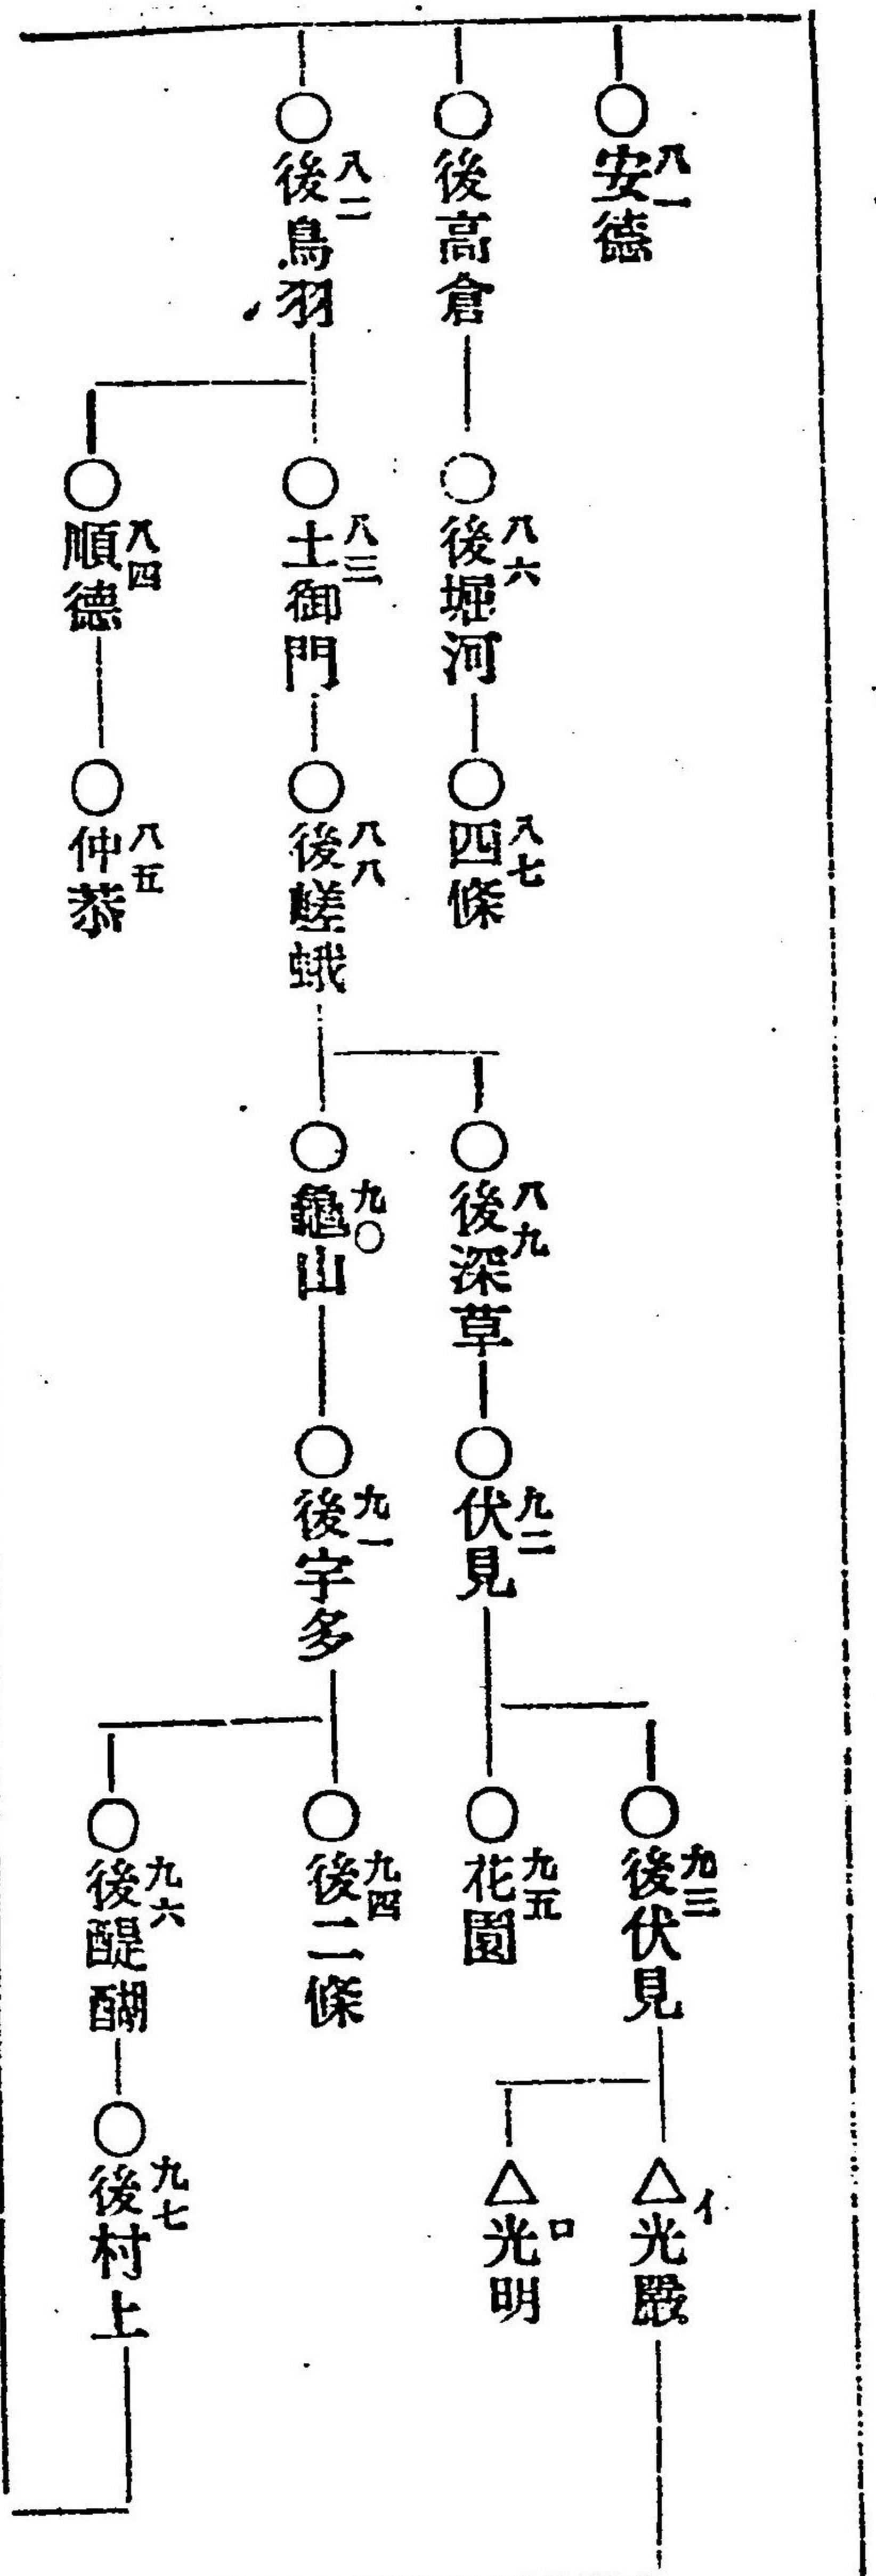 八一
安德
後高倉
八六
後堀河
八七
四條
八二
後鳥羽
八三
土御門
八八
後嵯峨
八四
順德
八五
仲恭
八九
後深草
九二
伏見
九三
後伏見
イ
△光嚴
ロ
△光明
九五
花園
九〇
龜山
九一
後宇多
九四
後二條
九六
後醍醐
九七
後村上